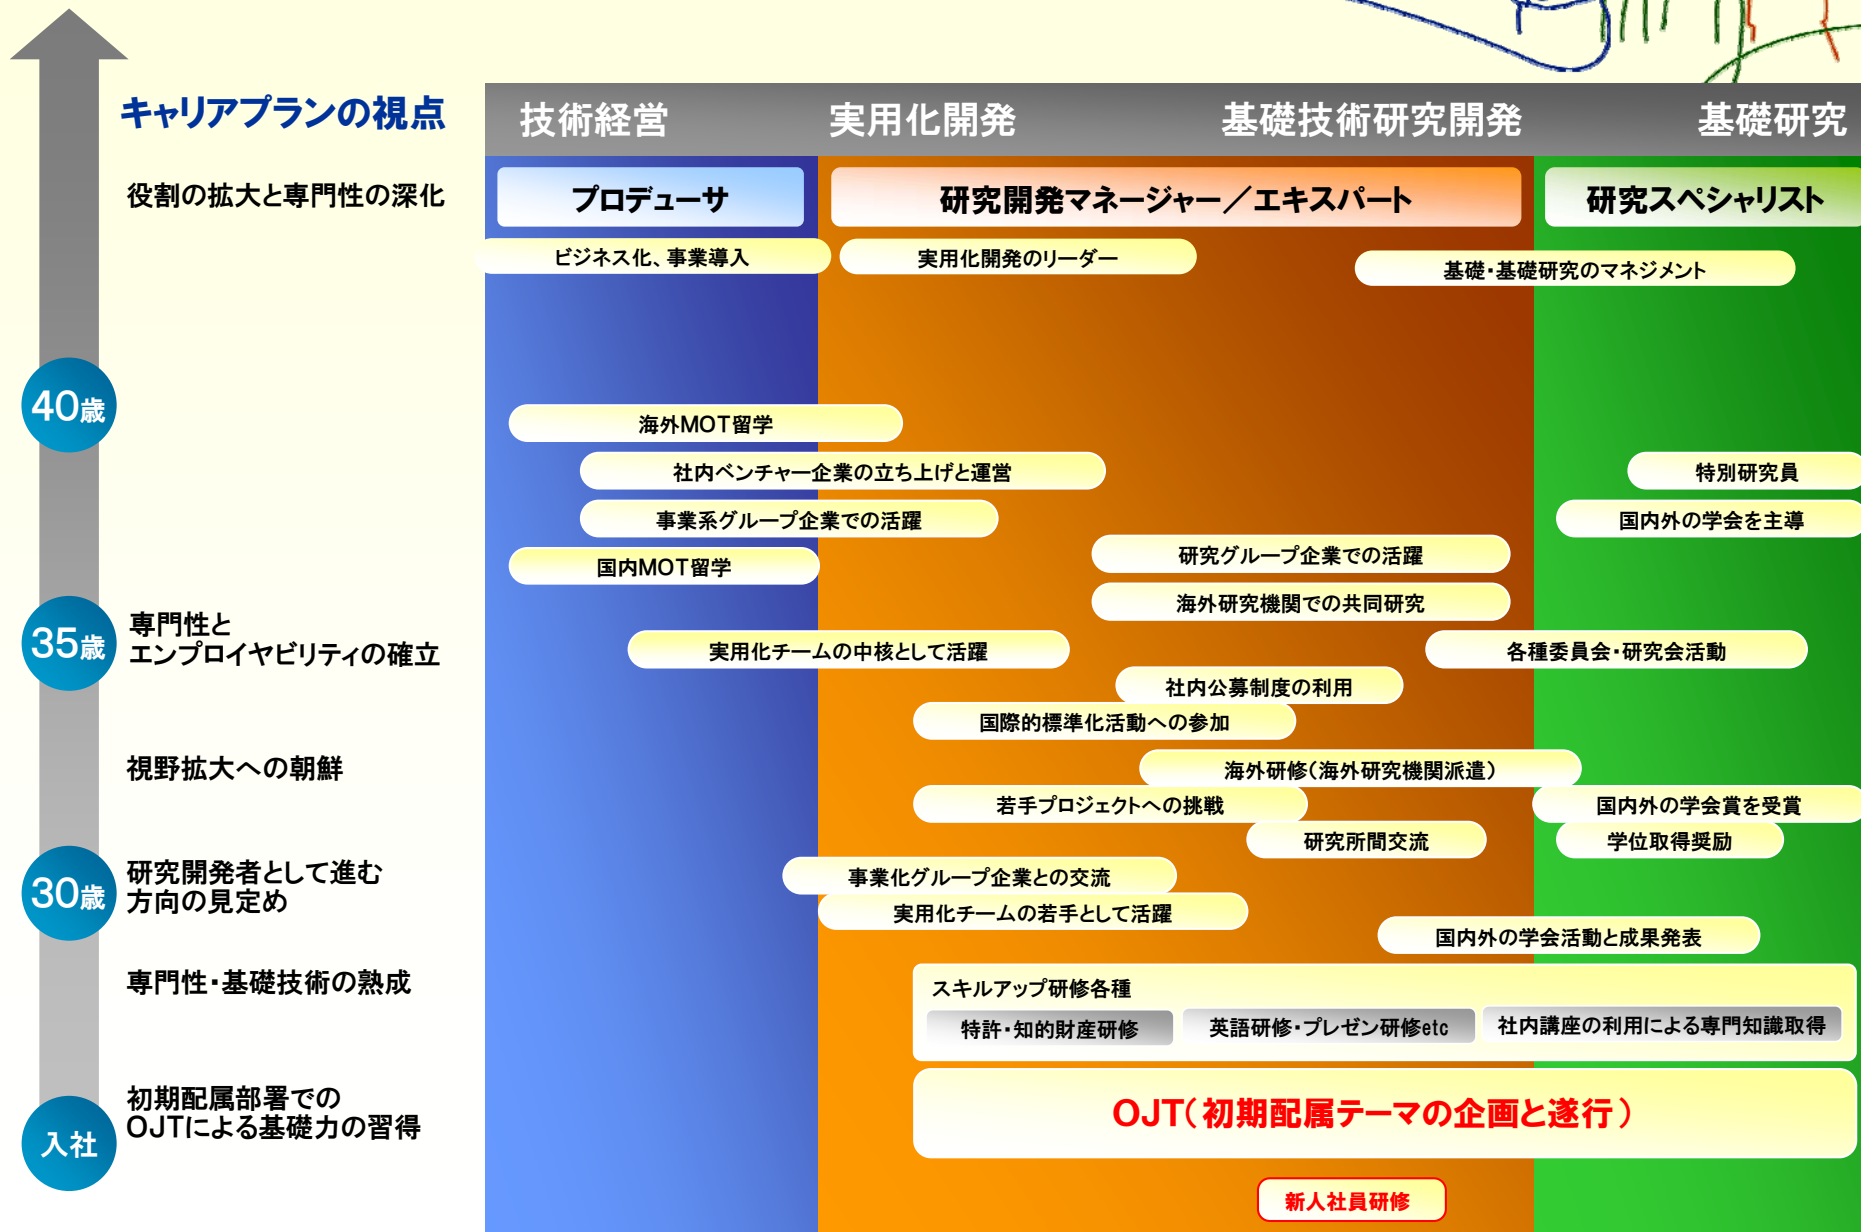 キャリアプランの視点
技術経営
実用化開発
基礎技術研究開発
基礎研究
役割の拡大と専門性の深化
プロデューサ
研究開発マネージャー／エキスパート
研究スペシャリスト
ビジネス化、事業導入
実用化開発のリーダー
基礎・基礎研究のマネジメント
40歳
海外MOT留学
社内ベンチャー企業の立ち上げと運営
特別研究員
事業系グループ企業での活躍
国内外の学会を主導
研究グループ企業での活躍
国内MOT留学
海外研究機関での共同研究
35歳
専門性と
エンプロイヤビリティの確立
実用化チームの中核として活躍
各種委員会・研究会活動
社内公募制度の利用
国際的標準化活動への参加
視野拡大への朝鮮
海外研修（海外研究機関派遣）
若手プロジェクトへの挑戦
国内外の学会賞を受賞
研究所間交流
学位取得奨励
30歳
研究開発者として進む
方向の見定め
事業化グループ企業との交流
実用化チームの若手として活躍
国内外の学会活動と成果発表
専門性・基礎技術の熟成
スキルアップ研修各種
特許・知的財産研修
英語研修・プレゼン研修etc
社内講座の利用による専門知識取得
入社
初期配属部署での
OJTによる基礎力の習得
OJT（初期配属テーマの企画と遂行）
新人社員研修